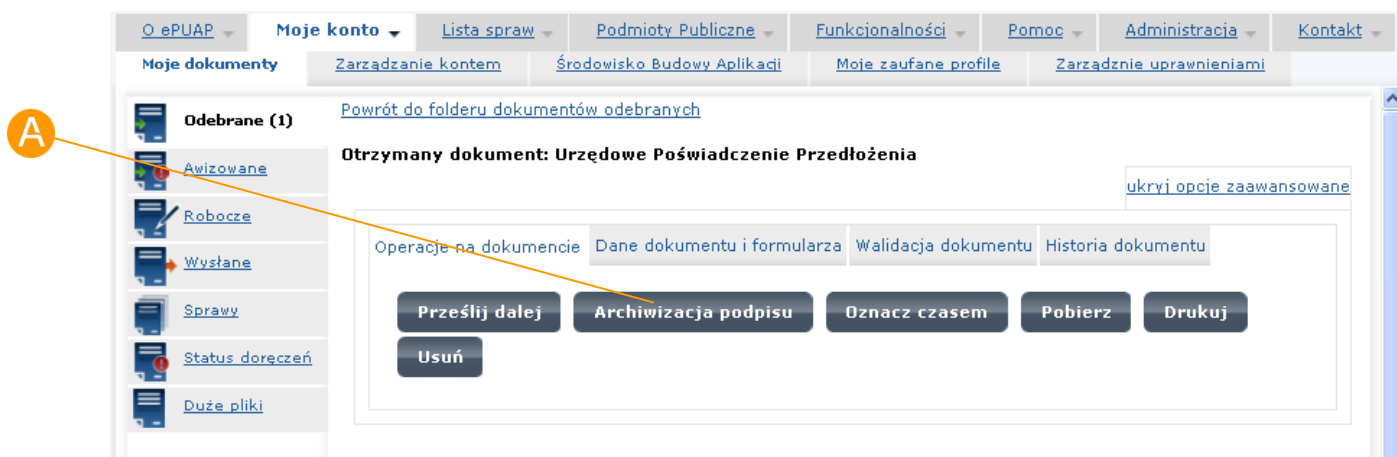 O ePUAP Moje konto Lista spraw Podmioty Publiczne Funkcjonalności Pomoc Administracja Kontakt
Moje dokumenty Zarządzanie kontem Środowisko Budowy Aplikacji Moje zaufane profile Zarządznie uprawnieniami
Powrót do folderu dokumentów odebranych
Odebrane (1)
A
Otrzymany dokument: Urzędowe Poświadczenie Przedłożenia
Awizowane
ukryj opcje zaawansowane
Robocze
Operacje na dokumencie Dane dokumentu i formularza Walidacja dokumentu Historia dokumentu
Wysłane
Sprawy
Prześlij dalej Archiwizacja podpisu Oznacz czasem Pobierz Drukuj
Status doręczeń
Usuń
Duże pliki